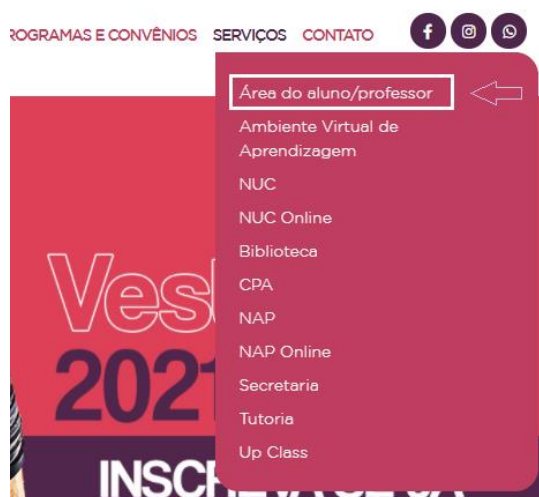 ROGRAMAS E CONVÊNIOS SERVIÇOS CONTATO
Área do aluno/professor
Ambiente Virtual de
Aprendizagem
NUC
NUC Online
Biblioteca
CPA
NAP
NAP Online
Secretaria
Tutoria
Up Class
Ves
2021
INSC